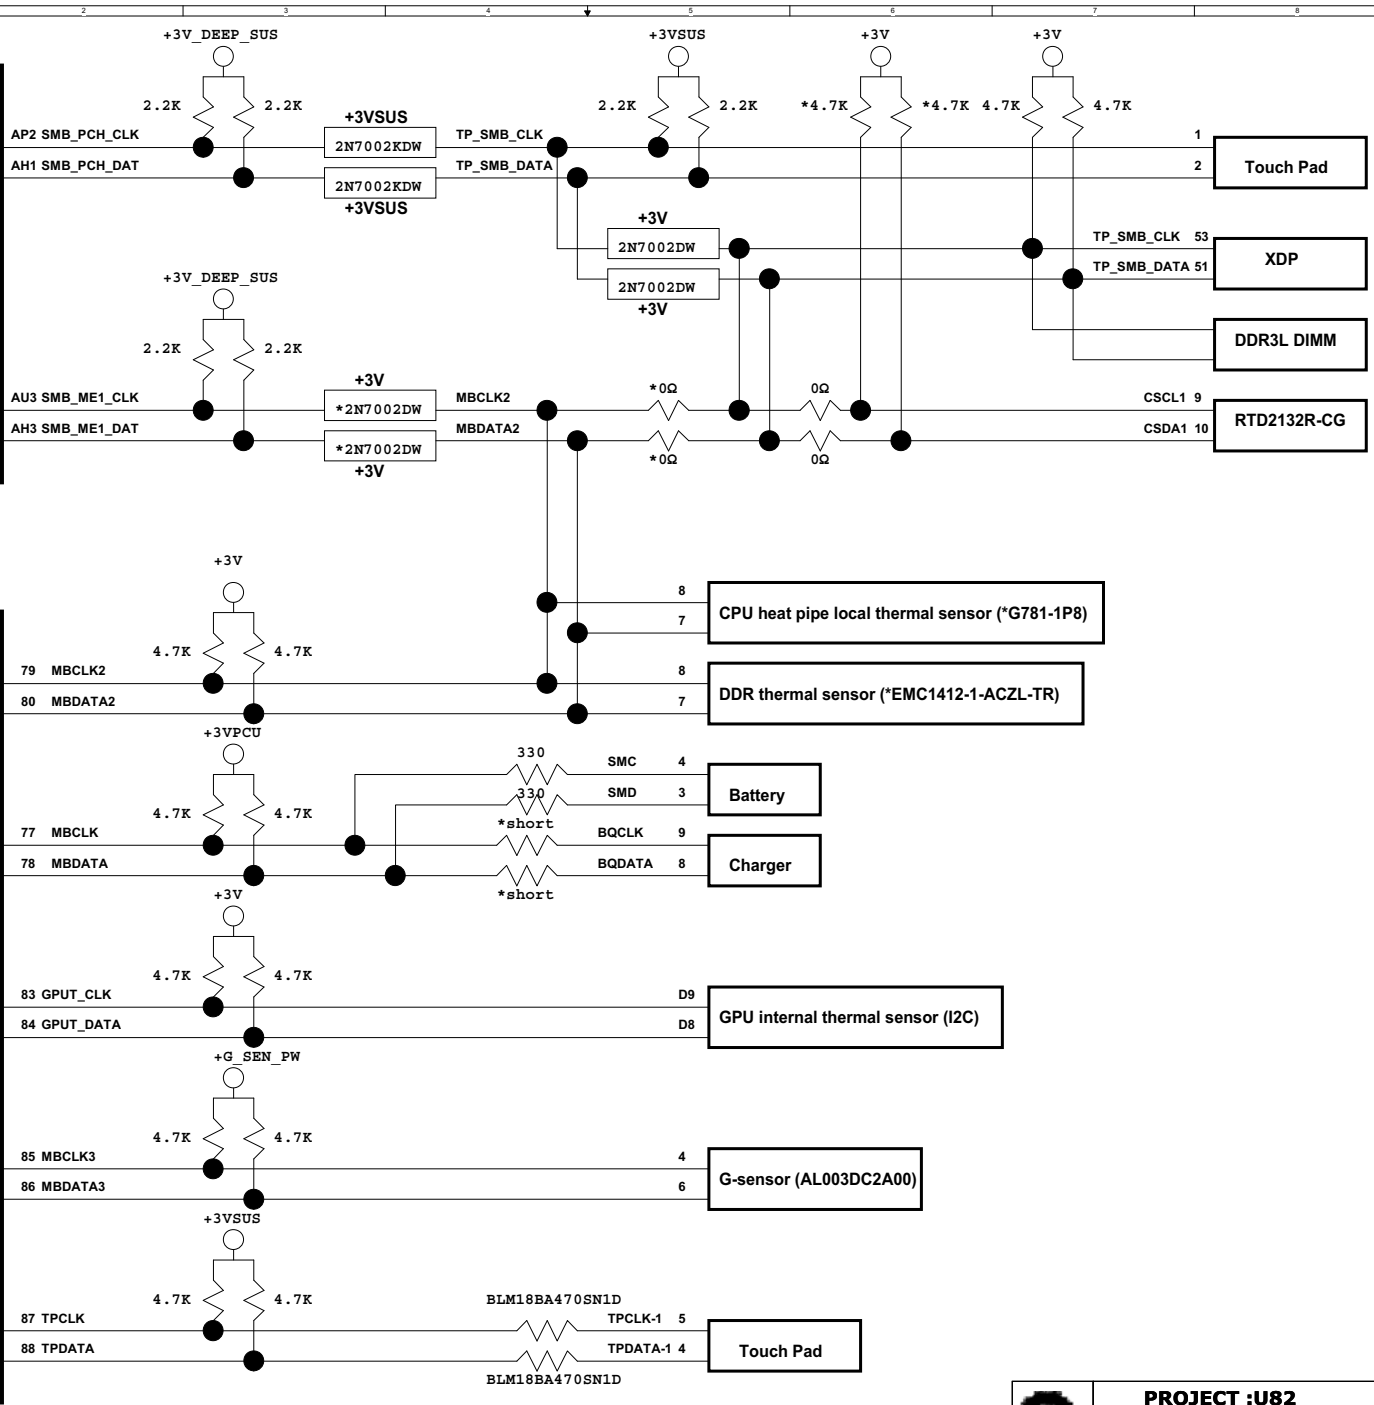 2 3 4 5 6 7 8
+3V_DEEP_SUS +3VSUS +3V +3V
2.2K 2.2K 2.2K 2.2K *4.7K *4.7K 4.7K 4.7K
+3VSUS
AP2 SMB_PCH_CLK 2N7002KDW TP_SMB_CLK 1
AH1 SMB_PCH_DAT 2N7002KDW TP_SMB_DATA 2 Touch Pad
+3VSUS
+3V
2N7002DW TP_SMB_CLK 53
2N7002DW TP_SMB_DATA 51 XDP
+3V
+3V_DEEP_SUS
DDR3L DIMM
2.2K 2.2K
+3V *0Ω 0Ω
AU3 SMB_ME1_CLK *2N7002DW MBCLK2 CSCL1 9
AH3 SMB_ME1_DAT *2N7002DW MBDATA2 CSDA1 10 RTD2132R-CG
+3V *0Ω 0Ω
+3V
8
7 CPU heat pipe local thermal sensor (*G781-1P8)
4.7K 4.7K
79 MBCLK2 8
80 MBDATA2 7 DDR thermal sensor (*EMC1412-1-ACZL-TR)
+3VPCU
330 SMC 4
330 SMD 3 Battery
4.7K 4.7K
*short
77 MBCLK BQCLK 9
78 MBDATA BQDATA 8 Charger
*short
+3V
4.7K 4.7K
83 GPUT_CLK D9
84 GPUT_DATA D8 GPU internal thermal sensor (I2C)
+G_SEN_PW
4.7K 4.7K
85 MBCLK3 4
86 MBDATA3 6 G-sensor (AL003DC2A00)
+3VSUS
4.7K 4.7K BLM18BA470SN1D
87 TPCLK TPCLK-1 5
88 TPDATA TPDATA-1 4 Touch Pad
BLM18BA470SN1D
PROJECT :U82